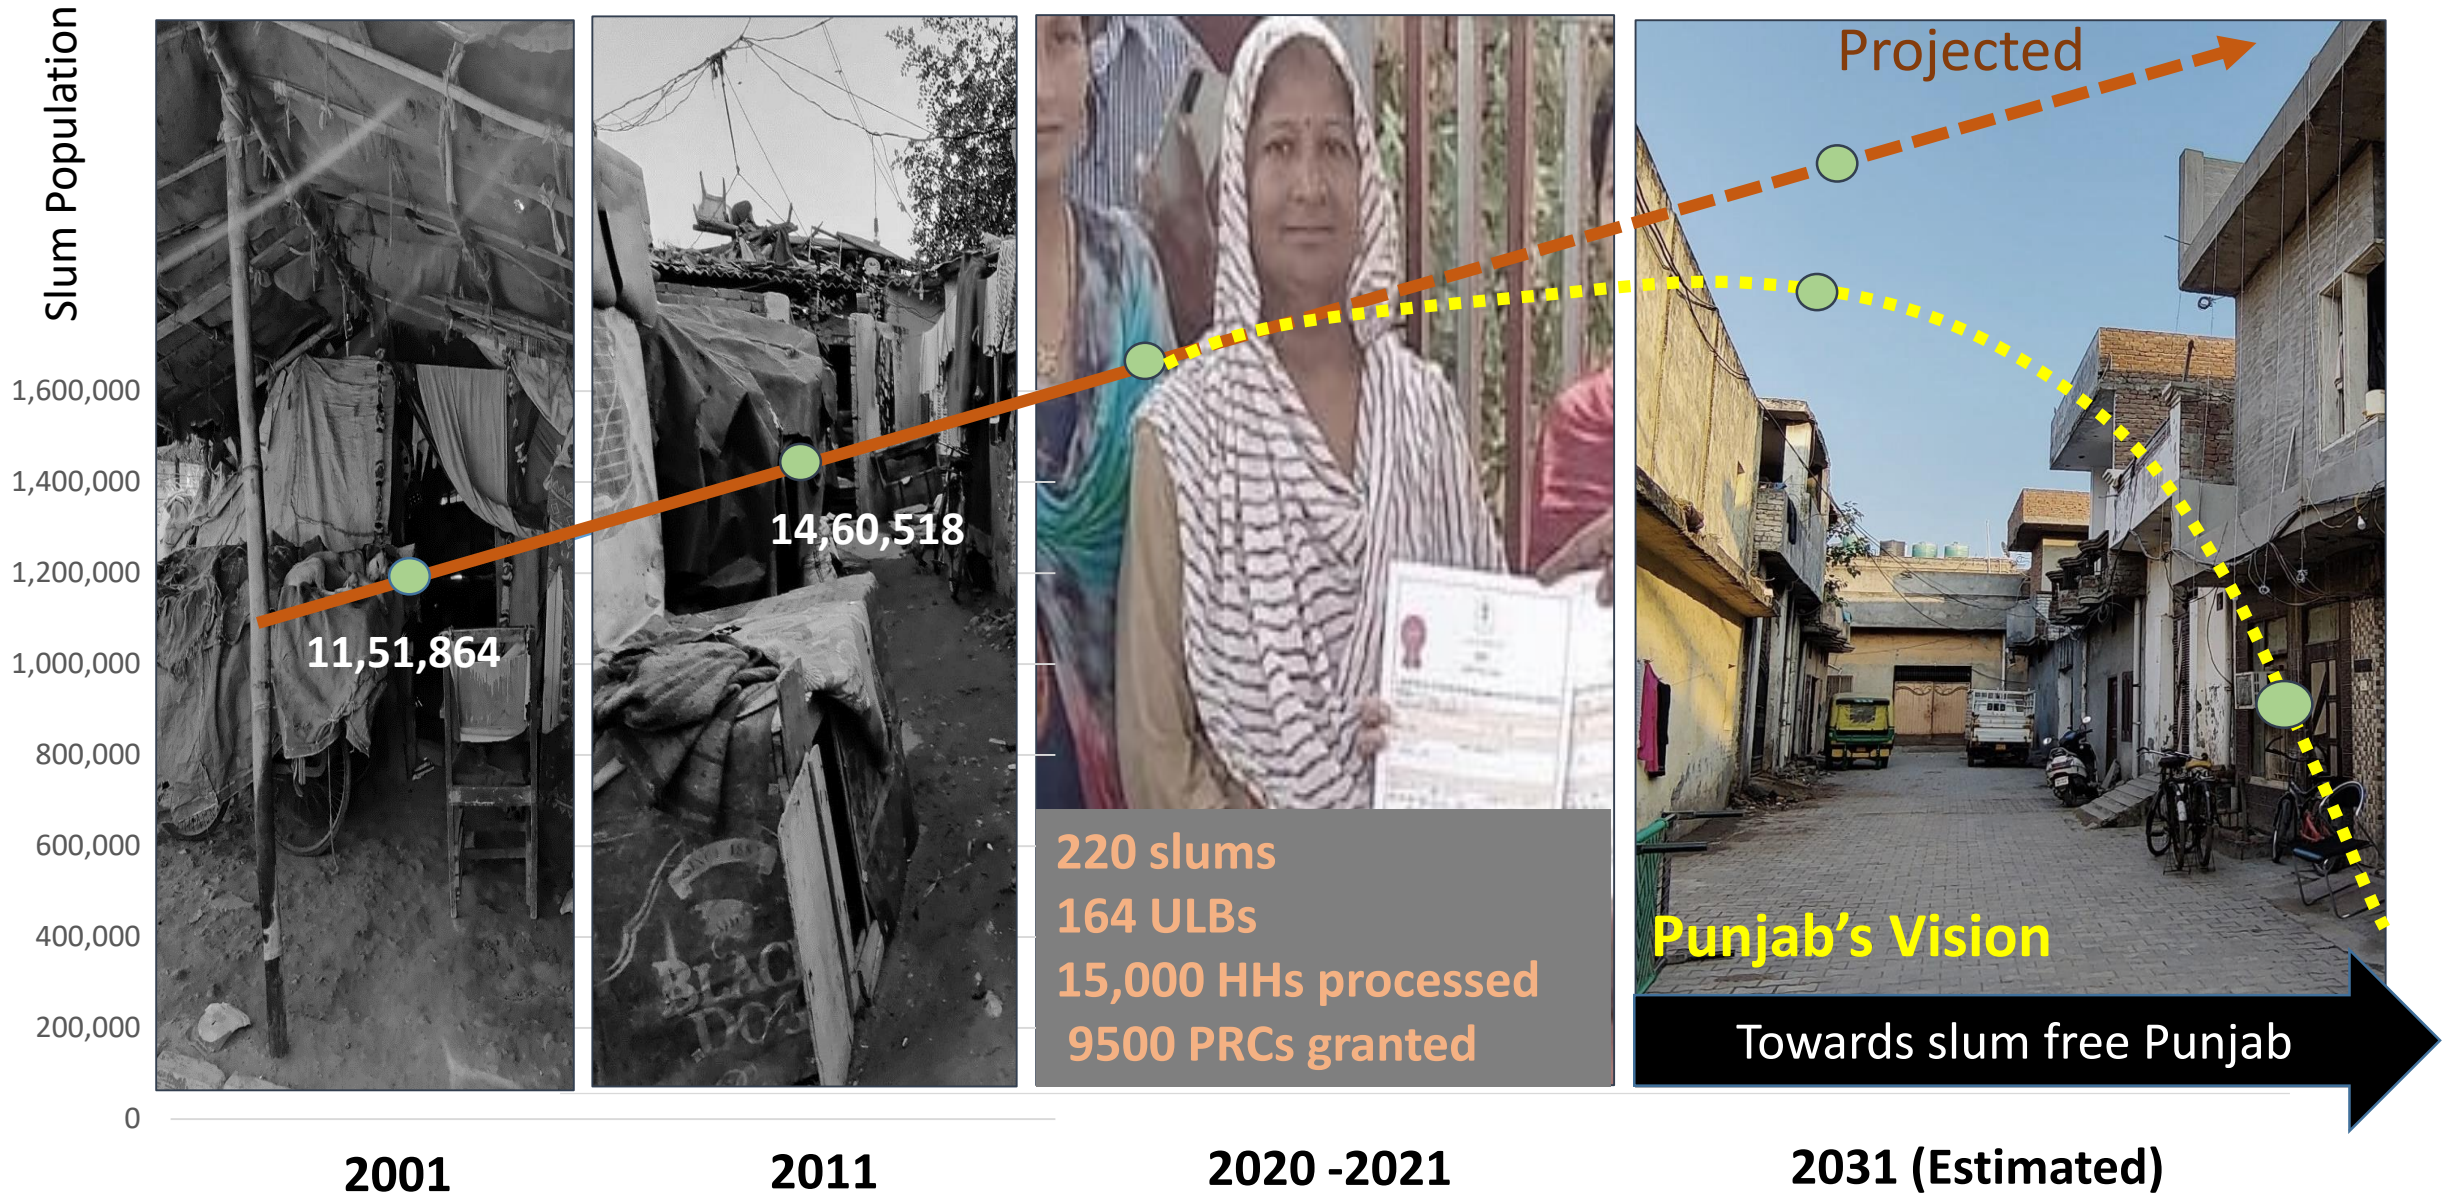 Slum Population
1,600,000
1,400,000
1,200,000
1,000,000
800,000
600,000
400,000
200,000
0
11,51,864
14,60,518
BLAC
DO
220 slums
164 ULBs
15,000 HHs processed
9500 PRCs granted
Projected
Punjab’s Vision
Towards slum free Punjab
2001
2011
2020 -2021
2031 (Estimated)